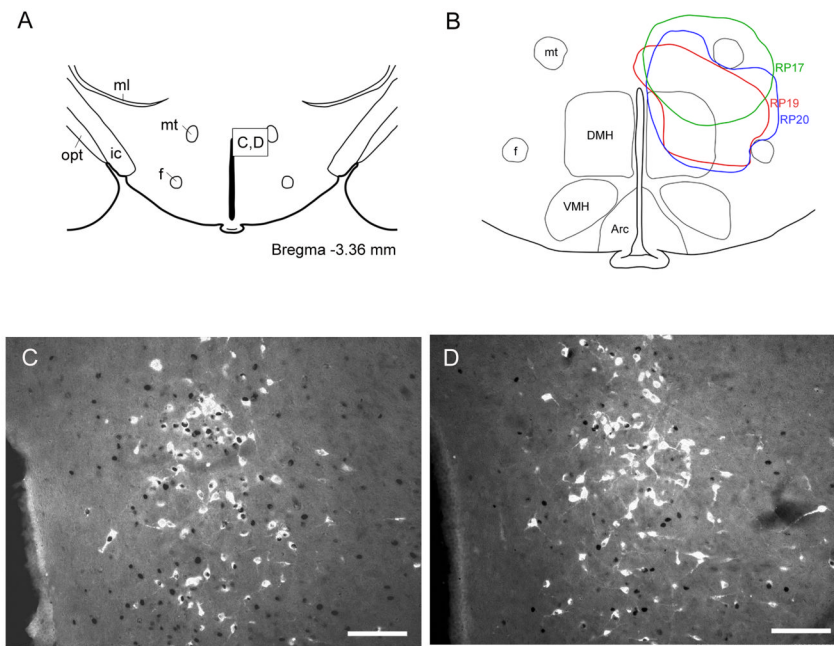 A
ml
mt
C,D
opt
ic
f
Bregma -3.36 mm
B
mt
RP17
RP19
RP20
DMH
f
VMH
Arc
C
D